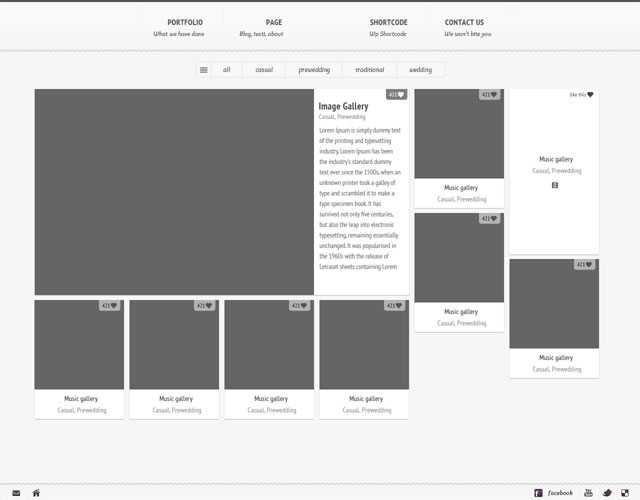 PORTFOLIO
What we have done
PAGE
Blog, testi, about
SHORTCODE
Wp Shortcode
CONTACT US
We won't bite you
all
casual
prewedding
traditional
wedding
421
Image Gallery
Casual, Prewedding
Lorem Ipsum is simply dummy text
of the printing and typesetting
industry. Lorem Ipsum has been
the industry's standard dummy
text ever since the 1500s, when an
unknown printer took a galley of
type and scrambled it to make a
type specimen book. It has
survived not only five centuries,
but also the leap into electronic
typesetting, remaining essentially
unchanged. It was popularised in
the 1960s with the release of
Letraset sheets containing Lorem
421
Music gallery
Casual, Prewedding
like this
Music gallery
Casual, Prewedding
421
Music gallery
Casual, Prewedding
421
Music gallery
Casual, Prewedding
421
Music gallery
Casual, Prewedding
421
Music gallery
Casual, Prewedding
421
Music gallery
Casual, Prewedding
421
Music gallery
Casual, Prewedding
facebook